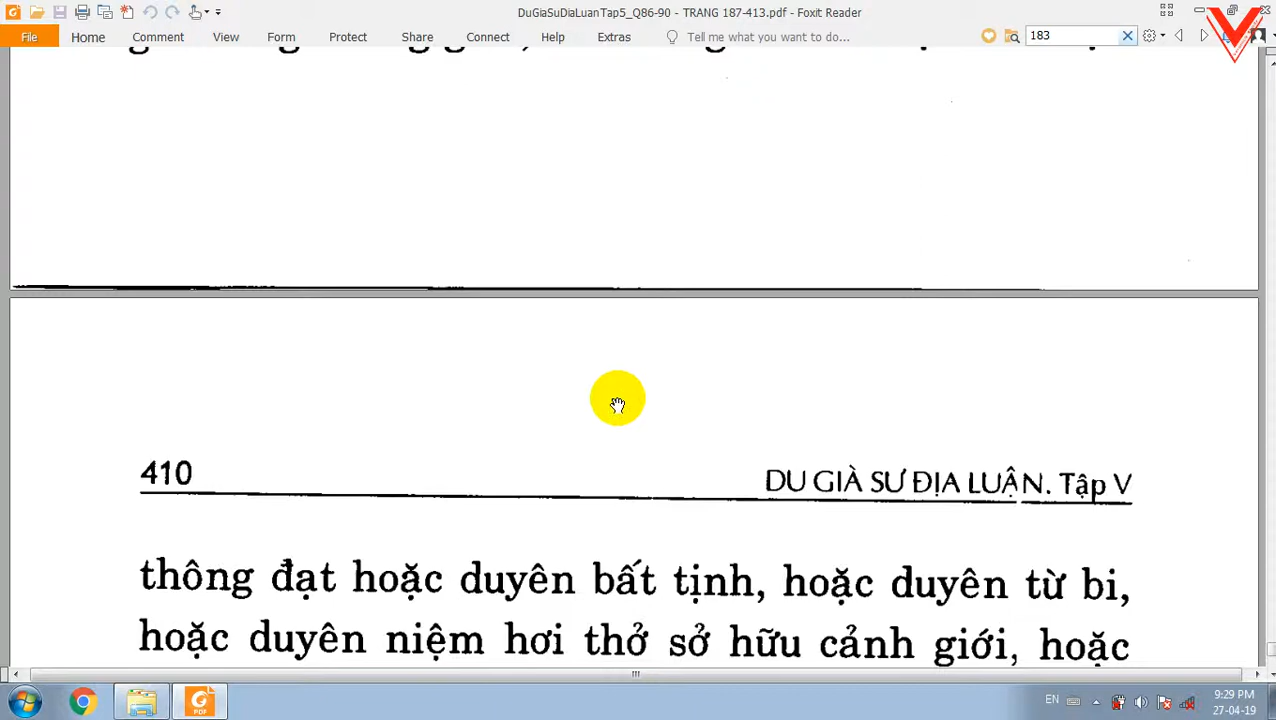 DuGiaSuDiaLuanTap5_Q86-90 - TRANG 187-413.pdf - Foxit Reader
File Home Comment View Form Protect Share Connect Help Extras Tell me what you want to do... 183
410 DU GIÀ SƯ ĐỊA LUẬN. Tập V
thông đạt hoặc duyên bất tịnh, hoặc duyên từ bi,
hoặc duyên niệm hơi thở sở hữu cảnh giới, hoặc
PDF
EN 9:29 PM
27-04-19